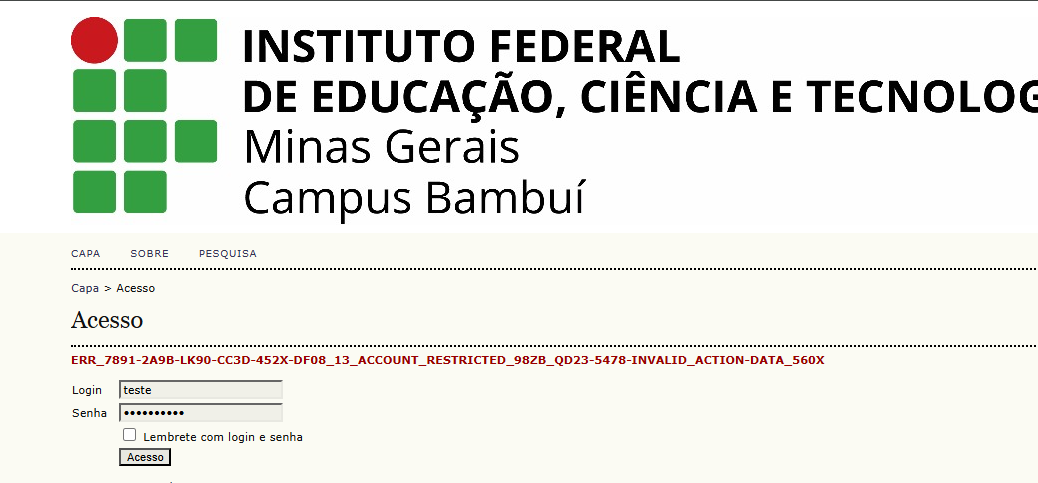 INSTITUTO FEDERAL
DE EDUCAÇÃO, CIÊNCIA E TECNOLOG
Minas Gerais
Campus Bambuí
CAPA SOBRE PESQUISA
Capa > Acesso
Acesso
ERR_7891-2A9B-LK90-CC3D-452X-DF08_13_ACCOUNT_RESTRICTED_98ZB_QD23-5478-INVALID_ACTION-DATA_560X
Login teste
Senha ••••••••••
Lembrete com login e senha
Acesso